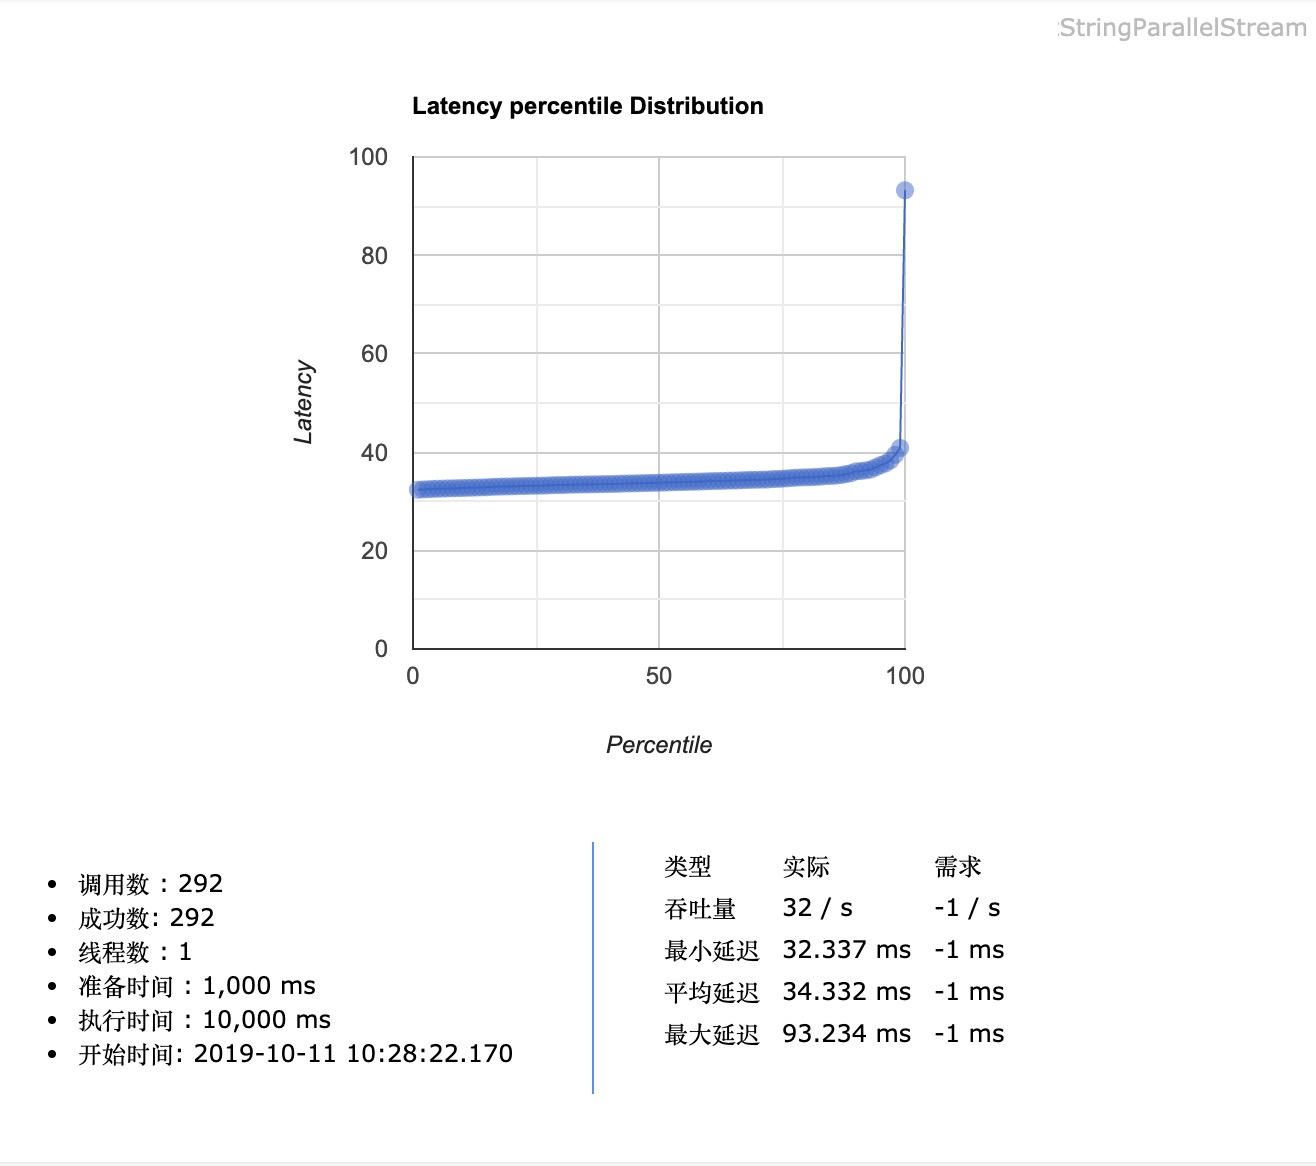 :StringParallelStream
Latency percentile Distribution
100
80
60
40
20
0
Latency
0 50 100
Percentile
调用数：292
成功数: 292
线程数：1
准备时间：1,000 ms
执行时间：10,000 ms
开始时间: 2019-10-11 10:28:22.170
类型 实际 需求
吞吐量 32 / s -1 / s
最小延迟 32.337 ms -1 ms
平均延迟 34.332 ms -1 ms
最大延迟 93.234 ms -1 ms